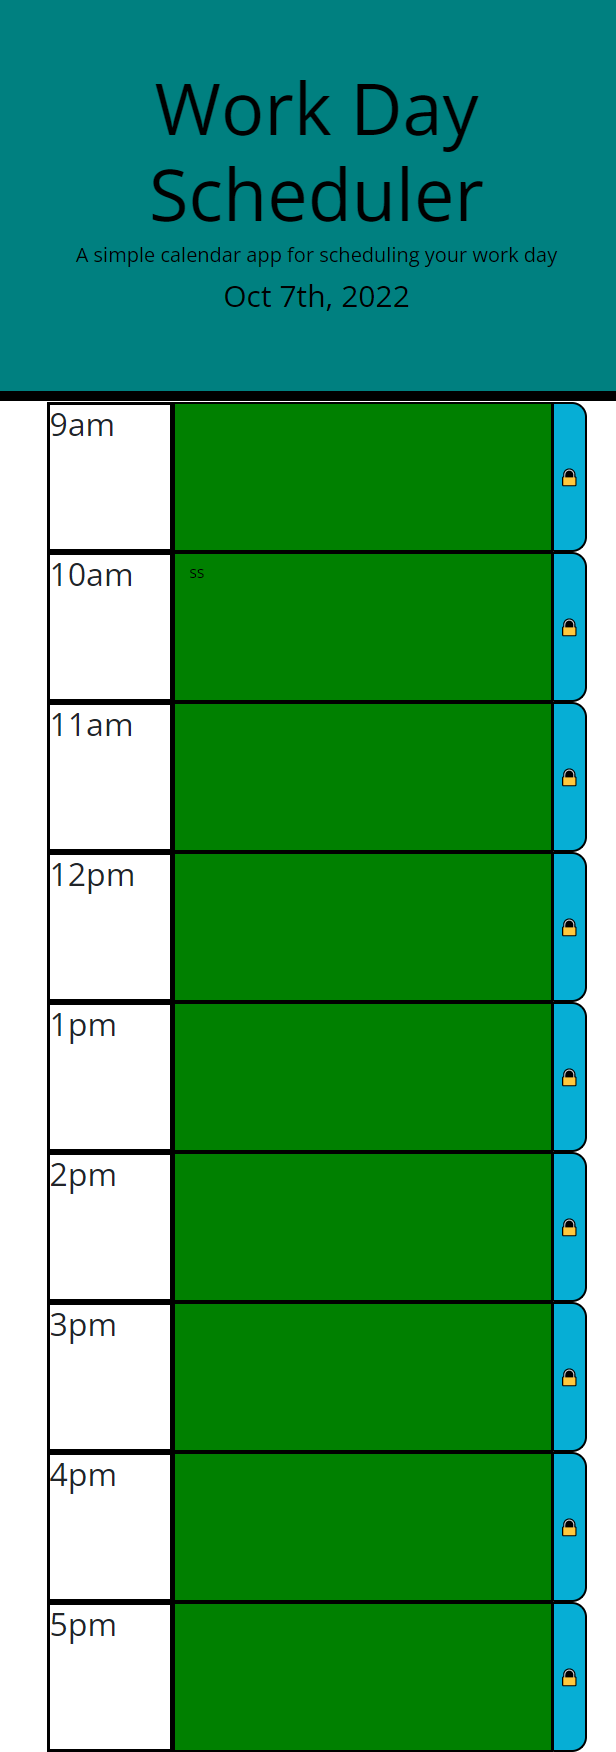 Work Day
Scheduler
A simple calendar app for scheduling your work day
Oct 7th, 2022
9am
10am
ss
11am
12pm
1pm
2pm
3pm
4pm
5pm